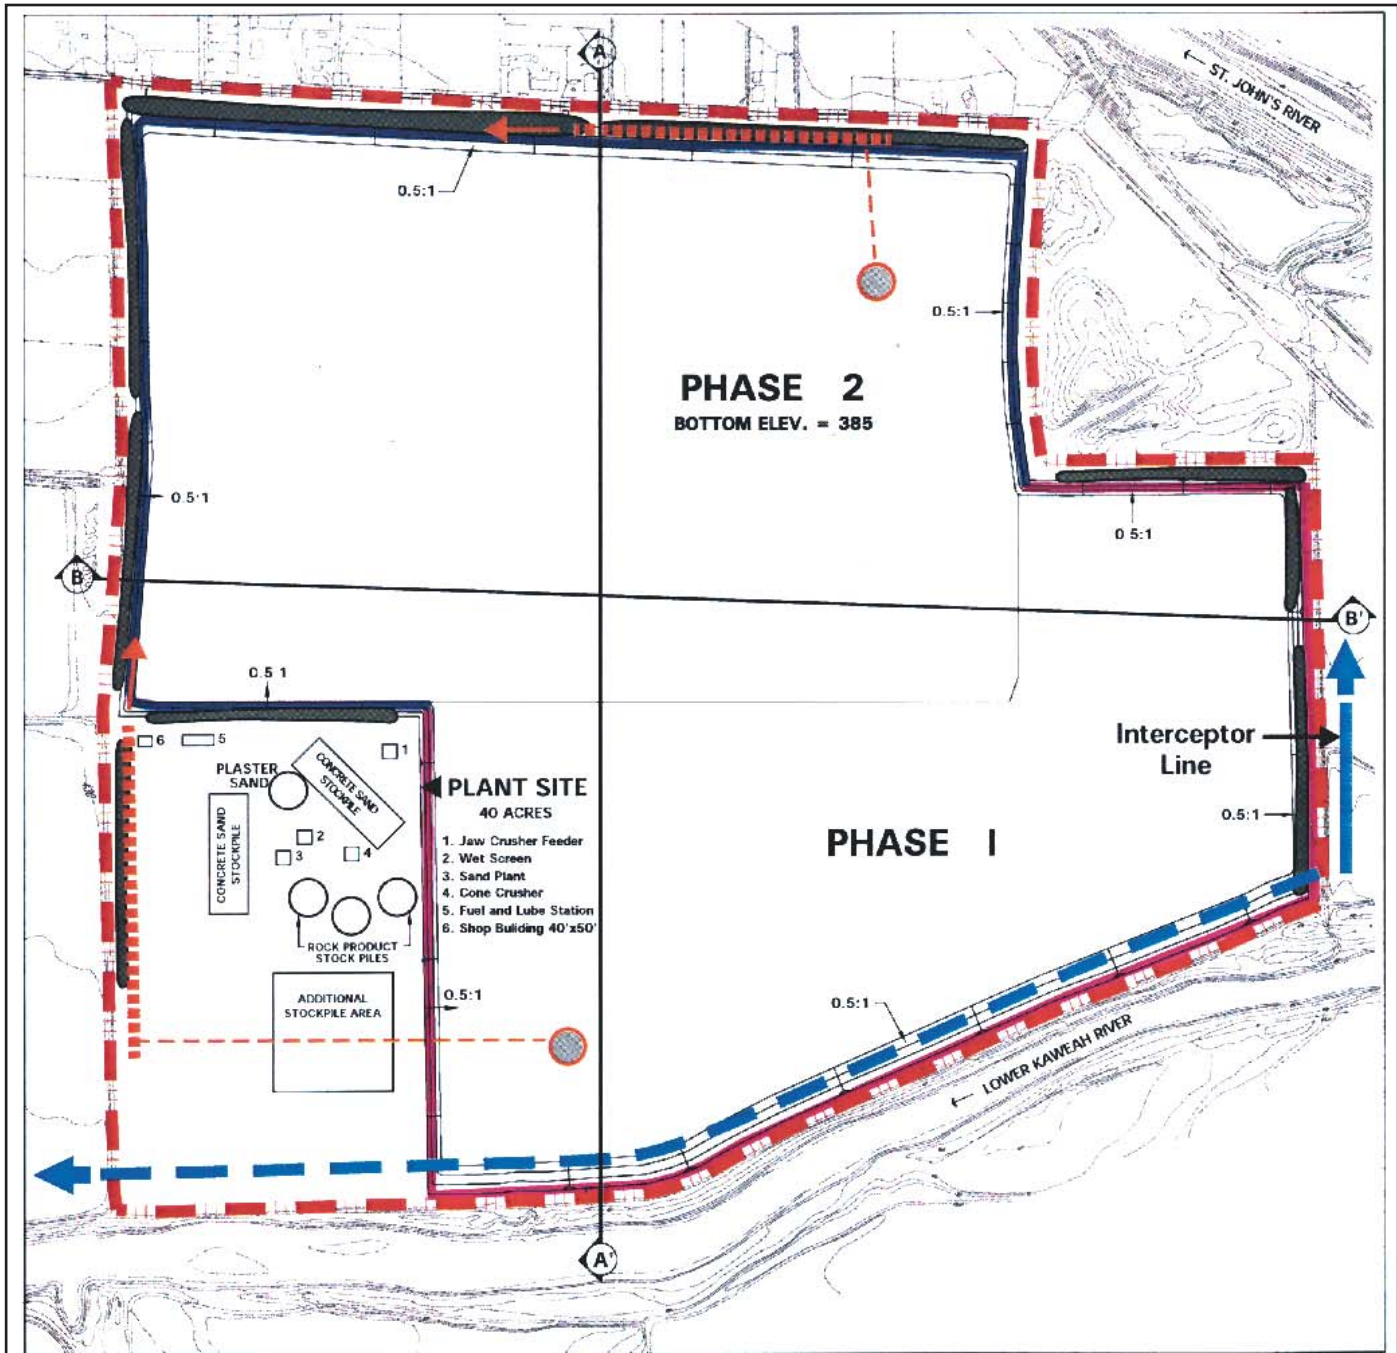 A
← ST. JOHN'S RIVER
0.5:1
0.5:1
PHASE 2
BOTTOM ELEV. = 385
0.5:1
0 5:1
B
B'
0.5 1
Interceptor
Line
6
5
1
PLASTER
SAND
CONCRETE SAND
STOCKPILE
CONCRETE SAND
STOCKPILE
2
3
4
PLANT SITE
40 ACRES
1. Jaw Crusher Feeder
2. Wet Screen
3. Sand Plant
4. Cone Crusher
5. Fuel and Lube Station
6. Shop Building 40'x50'
0.5:1
PHASE I
ROCK PRODUCT
STOCK PILES
ADDITIONAL
STOCKPILE AREA
0.5:1
0.5:1
← LOWER KAWEAH RIVER
A'